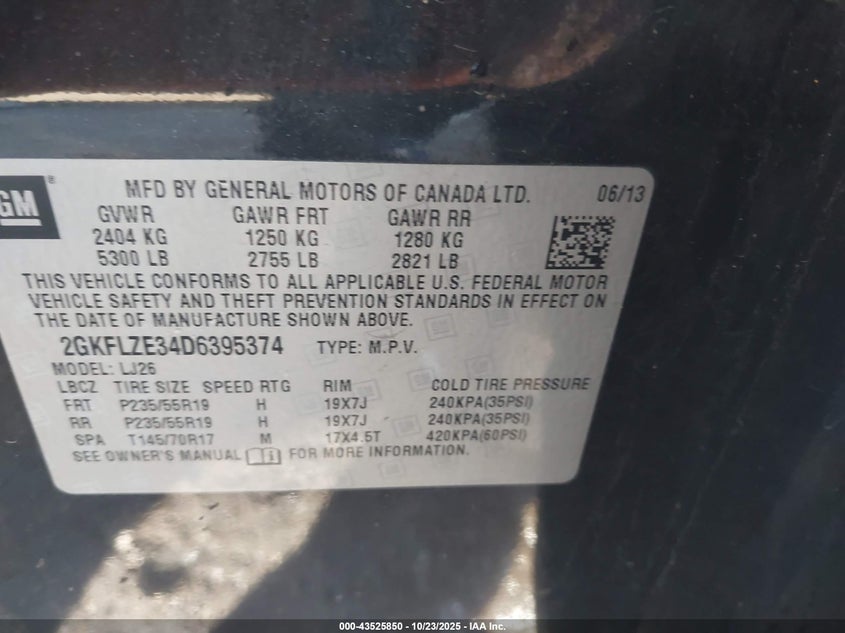 GM®
MFD BY GENERAL MOTORS OF CANADA LTD. 06/13
GVWR GAWR FRT GAWR RR
2404 KG 1250 KG 1280 KG
5300 LB 2755 LB 2821 LB
THIS VEHICLE CONFORMS TO ALL APPLICABLE U.S. FEDERAL MOTOR
VEHICLE SAFETY AND THEFT PREVENTION STANDARDS IN EFFECT ON
THE DATE OF MANUFACTURE SHOWN ABOVE.
2GKFLZE34D6395374 TYPE: M.P.V.
MODEL: LJ26
LBCZ TIRE SIZE SPEED RTG RIM COLD TIRE PRESSURE
FRT P235/55R19 H 19X7J 240KPA(35PSI)
RR P235/55R19 H 19X7J 240KPA(35PSI)
SPA T145/70R17 M 17X4.5T 420KPA(60PSI)
SEE OWNER'S MANUAL FOR MORE INFORMATION.
000-43525850 - 10/23/2025 - IAA Inc.